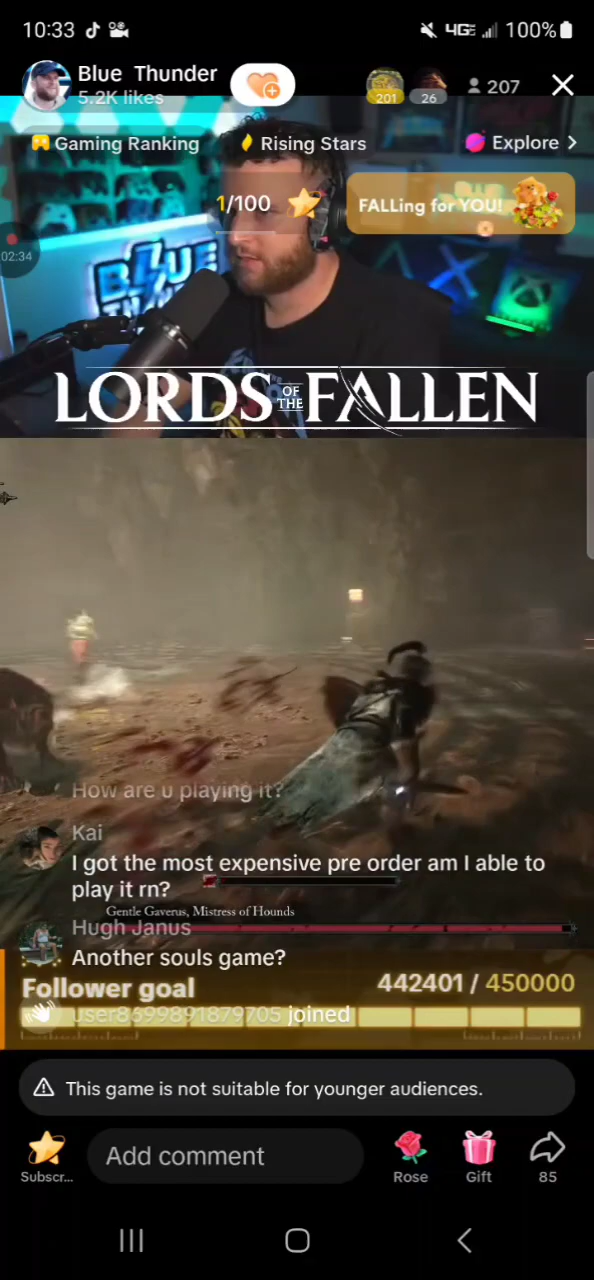 10:33
4GE
100%
Blue Thunder
5.2K likes
201
26
207
Gaming Ranking
Rising Stars
Explore >
1/100
FALLing for YOU!
02:34
BLUE
LORDS OF THE FALLEN
How are u playing it?
Kai
I got the most expensive pre order am I able to
play it rn?
Gentle Gaverus, Mistress of Hounds
Hugh Janus
Another souls game?
Follower goal
442401 / 450000
user8699891879705 joined
This game is not suitable for younger audiences.
Subscr...
Add comment
Rose
Gift
85